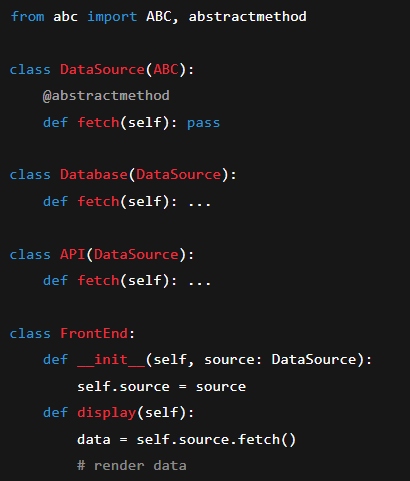 from abc import ABC, abstractmethod

class DataSource(ABC):
    @abstractmethod
    def fetch(self): pass

class Database(DataSource):
    def fetch(self): ...

class API(DataSource):
    def fetch(self): ...

class FrontEnd:
    def __init__(self, source: DataSource):
        self.source = source
    def display(self):
        data = self.source.fetch()
        # render data